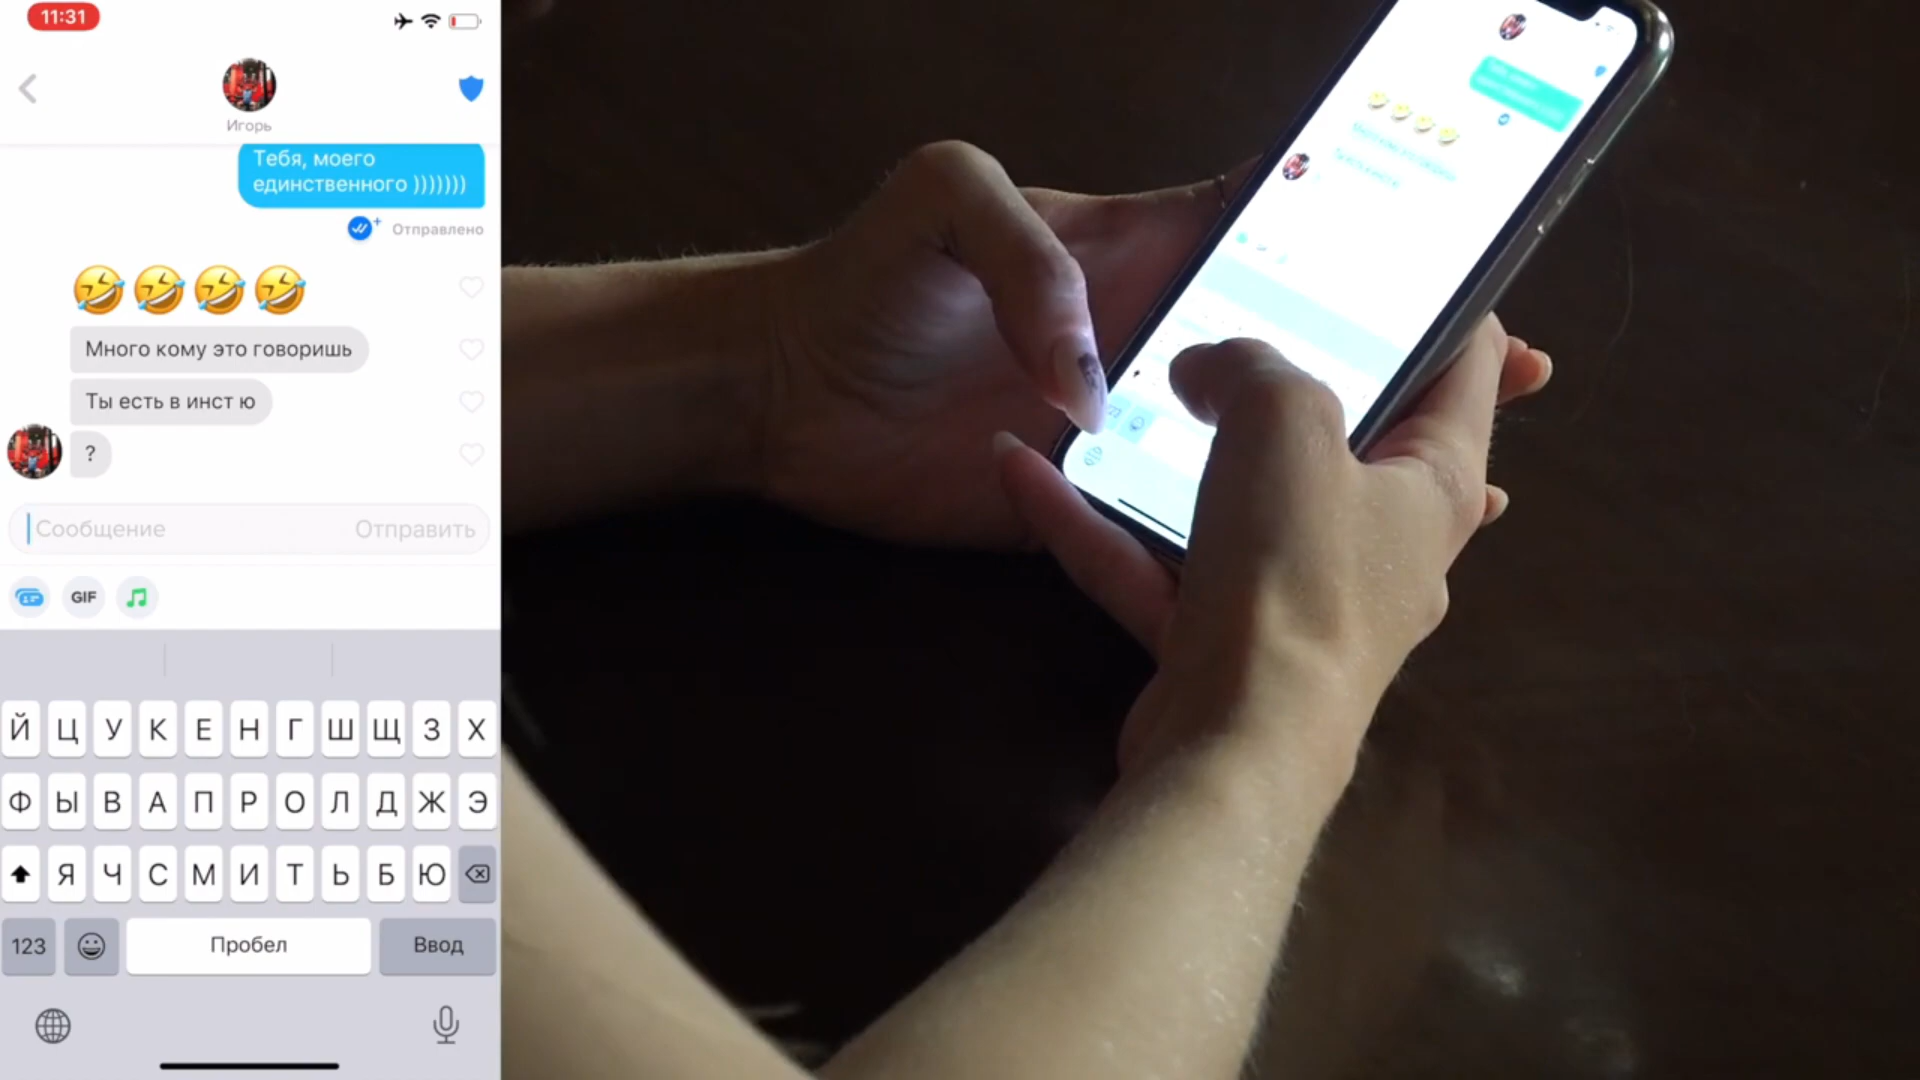 11:31
Игорь
Тебя, моего
единственного )))))))
Отправлено
Много кому это говоришь
Ты есть в инст ю
?
Сообщение
Отправить
GIF
Й Ц У К Е Н Г Ш Щ З Х
Ф Ы В А П Р О Л Д Ж Э
Я Ч С М И Т Ь Б Ю
123
Пробел
Ввод